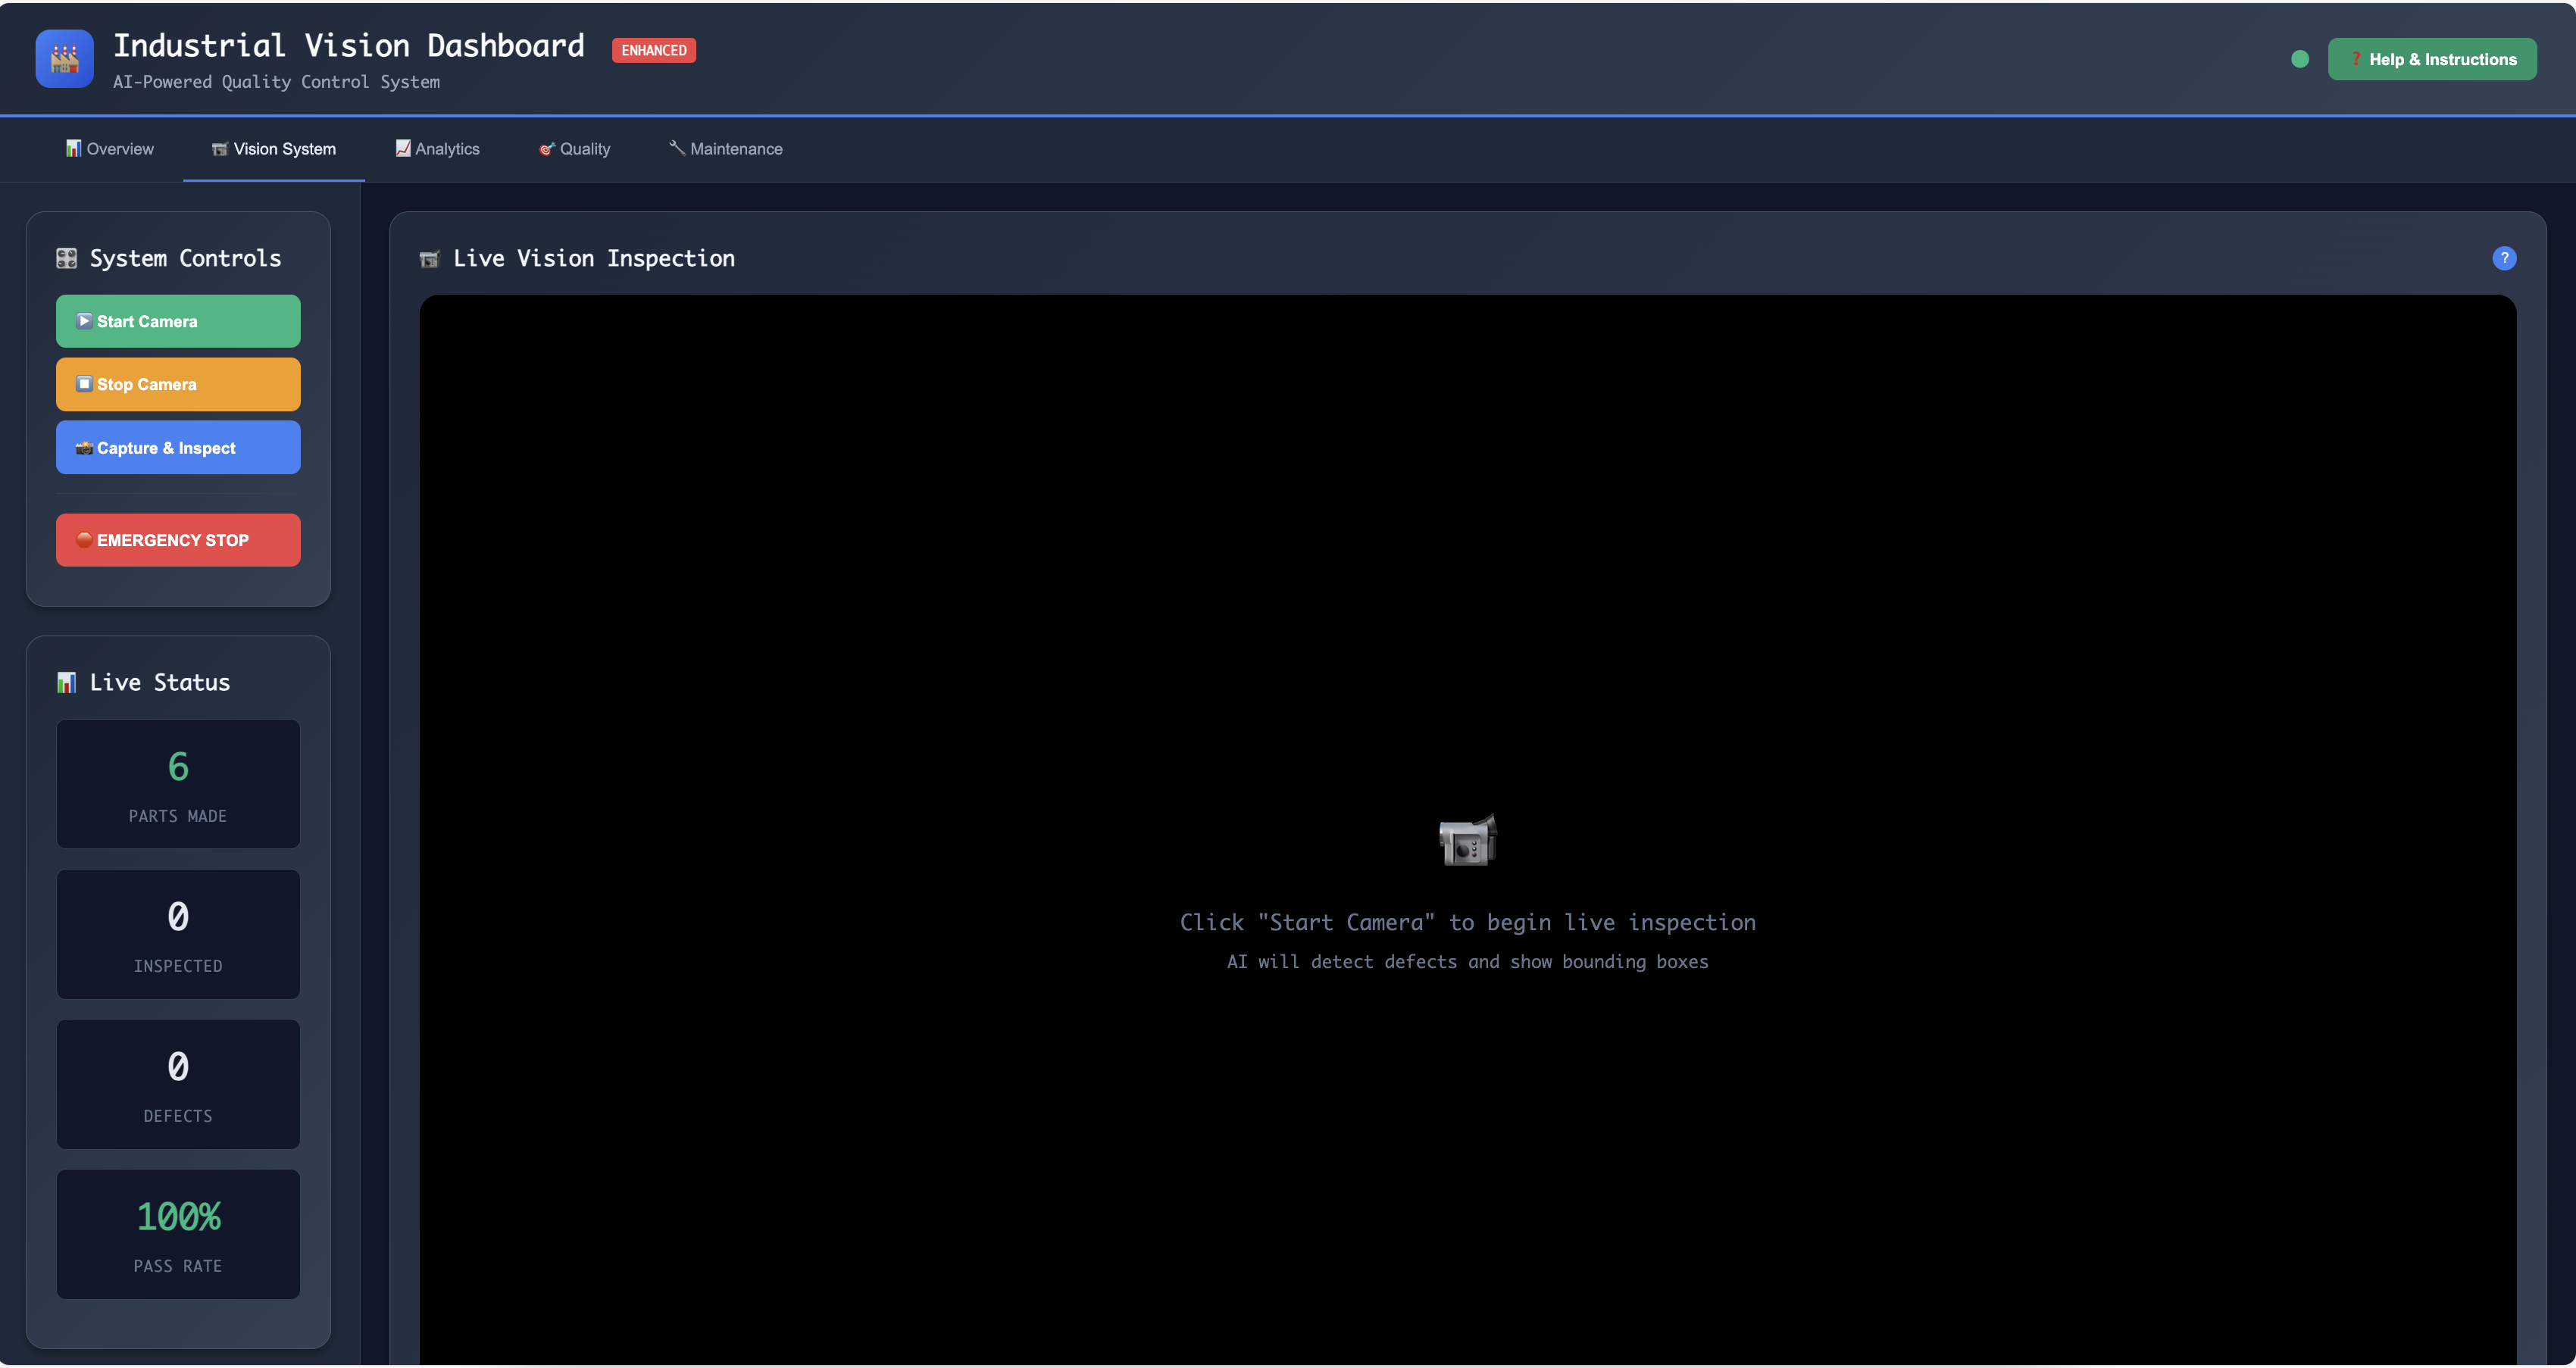 Industrial Vision Dashboard ENHANCED
AI-Powered Quality Control System
Help & Instructions
Overview
Vision System
Analytics
Quality
Maintenance
System Controls
Start Camera
Stop Camera
Capture & Inspect
EMERGENCY STOP
Live Status
6
PARTS MADE
0
INSPECTED
0
DEFECTS
100%
PASS RATE
Live Vision Inspection
?
Click "Start Camera" to begin live inspection
AI will detect defects and show bounding boxes